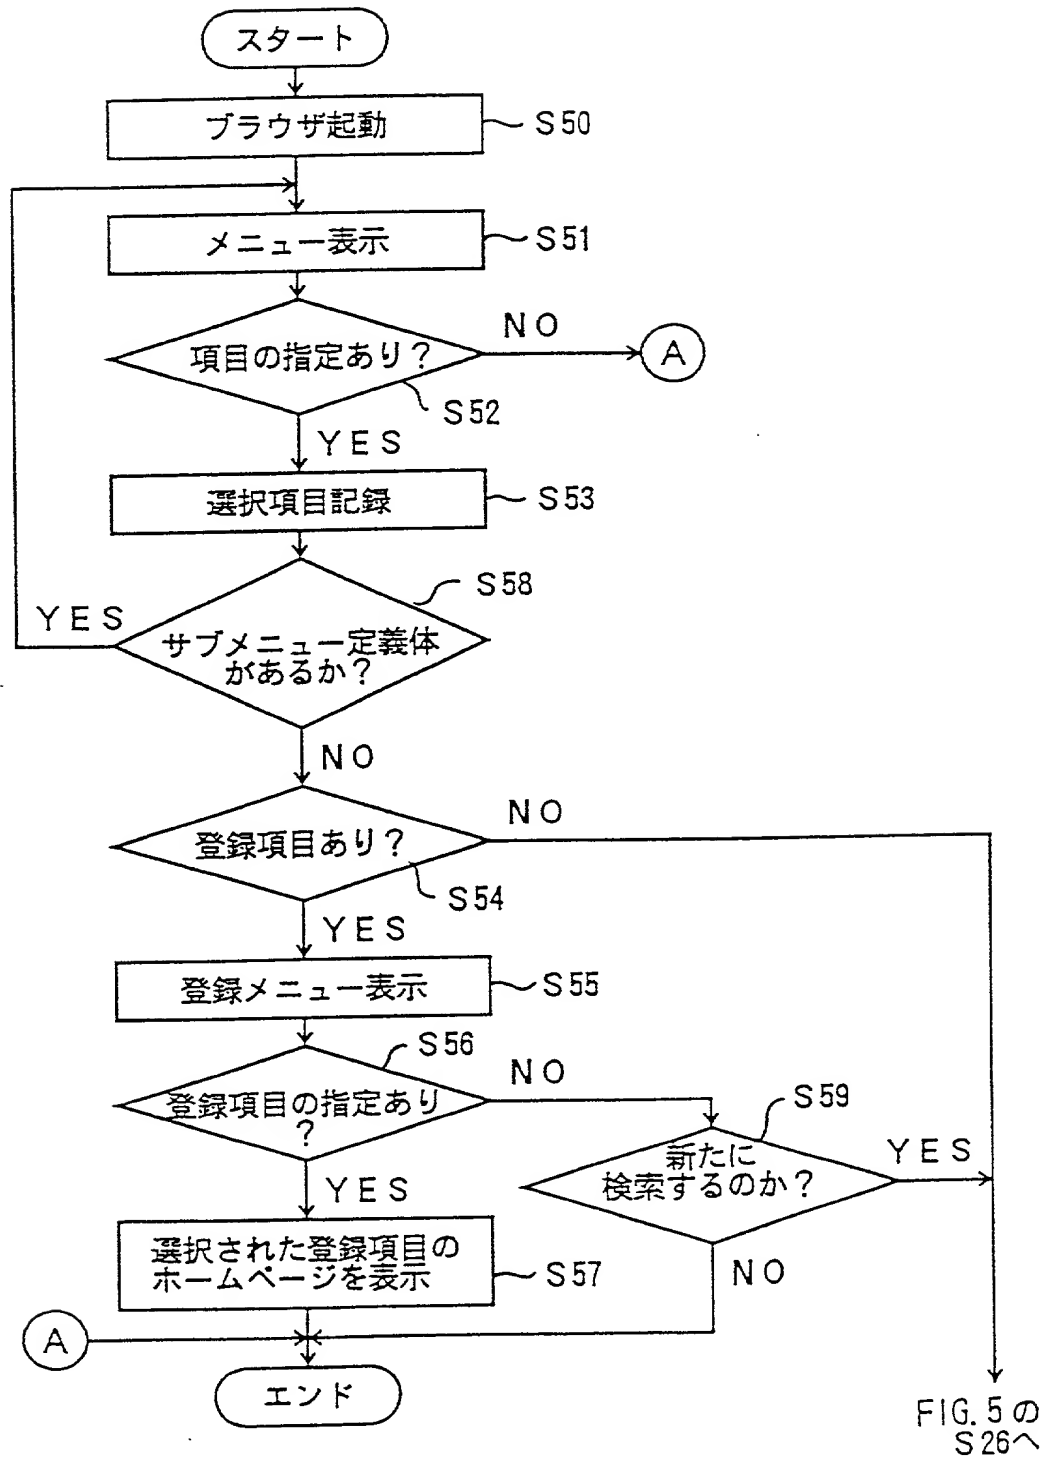 スタート
ブラウザ起動
S50
メニュー表示
S51
項目の指定あり?
NO
A
S52
YES
選択項目記録
S53
S58
YES
サブメニュー定義体
があるか?
NO
登録項目あり?
NO
S54
YES
登録メニュー表示
S55
S56
登録項目の指定あり
?
NO
S59
新たに
検索するのか?
YES
YES
選択された登録項目の
ホームページを表示
S57
NO
A
エンド
FIG.5の
S26へ